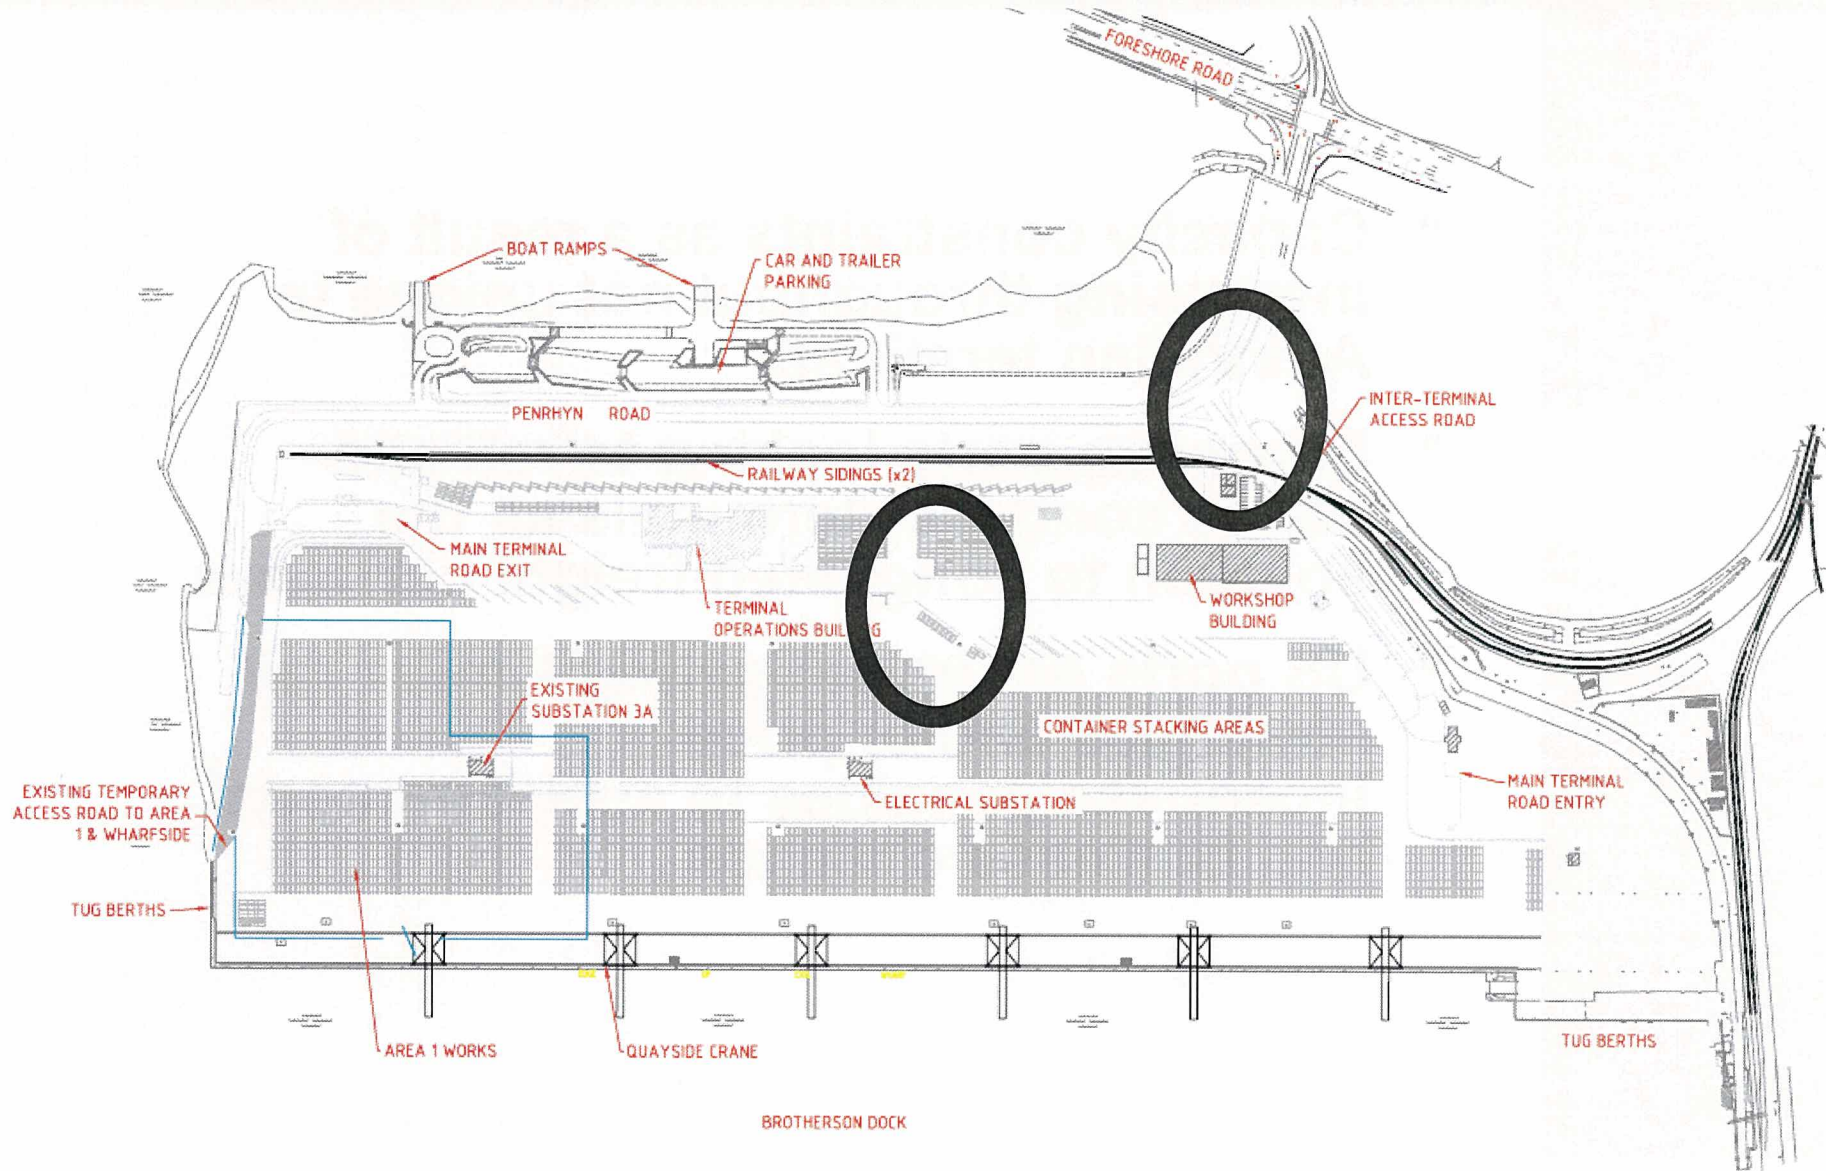 FORESHORE ROAD
BOAT RAMPS
CAR AND TRAILER
PARKING
PENRHYN ROAD
INTER-TERMINAL
ACCESS ROAD
RAILWAY SIDINGS (x2)
MAIN TERMINAL
ROAD EXIT
TERMINAL
OPERATIONS
WORKSHOP
BUILDING
EXISTING
SUBSTATION 3A
CONTAINER STACKING AREAS
EXISTING TEMPORARY
ACCESS ROAD TO AREA
1 & WHARFSIDE
ELECTRICAL SUBSTATION
MAIN TERMINAL
ROAD ENTRY
TUG BERTHS
AREA 1 WORKS
QUAYSIDE CRANE
TUG BERTHS
BROTHERSON DOCK